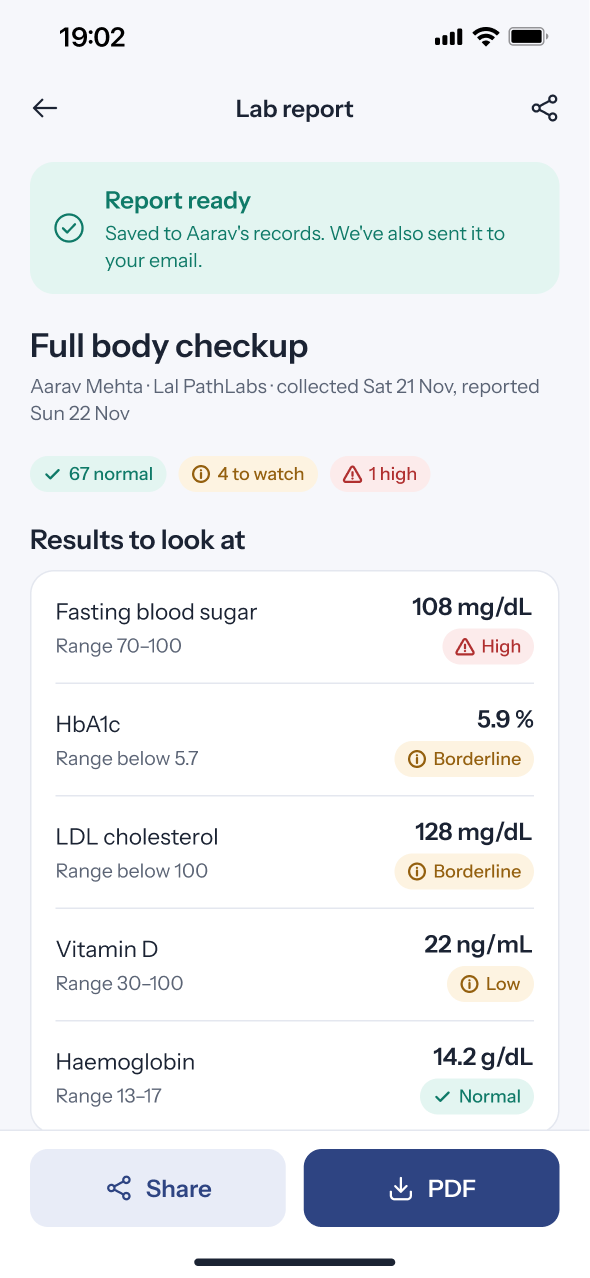 19:02
Lab report
Report ready
Saved to Aarav's records. We've also sent it to
your email.
Full body checkup
Aarav Mehta · Lal PathLabs · collected Sat 21 Nov, reported
Sun 22 Nov
67 normal
4 to watch
1 high
Results to look at
Fasting blood sugar
108 mg/dL
Range 70–100
High
HbA1c
5.9 %
Range below 5.7
Borderline
LDL cholesterol
128 mg/dL
Range below 100
Borderline
Vitamin D
22 ng/mL
Range 30–100
Low
Haemoglobin
14.2 g/dL
Range 13–17
Normal
Share
PDF